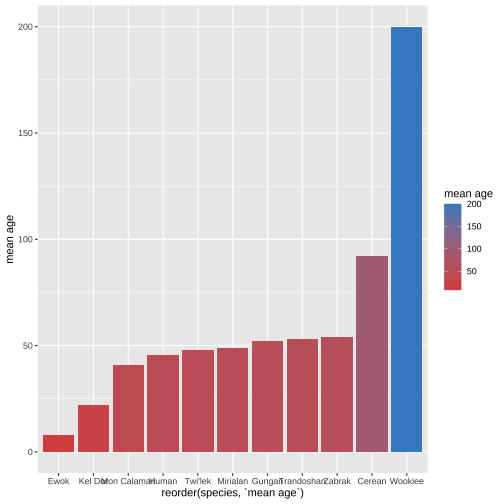 200
150
100
50
0
mean age
Ewok Kel Dor Mon Calamari Human Twi'lek Mirialan Gungan Trandoshan Zabrak Cerean Wookiee
reorder(species, `mean age`)
mean age
200
150
100
50